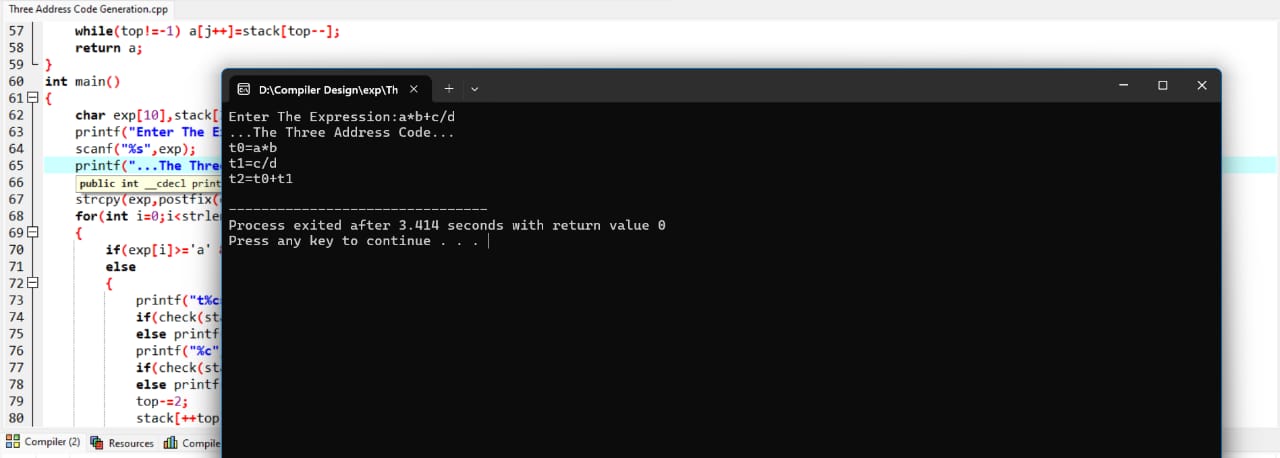 Three Address Code Generation.cpp
57 while(top!=-1) a[j++]=stack[top--];
58 return a;
59 }
60 int main()
61 {
62 char exp[10],stack[
63 printf("Enter The E
64 scanf("%s",exp);
65 printf("...The Thre
66 public int __cdecl print
67 strcpy(exp,postfix(
68 for(int i=0;i<strle
69 {
70 if(exp[i]>='a'
71 else
72 {
73 printf("t%c
74 if(check(st
75 else printf
76 printf("%c"
77 if(check(st
78 else printf
79 top-=2;
80 stack[++top
Compiler (2) Resources Compile
D:\Compiler Design\exp\Th
Enter The Expression:a*b+c/d
...The Three Address Code...
t0=a*b
t1=c/d
t2=t0+t1
--------------------------------
Process exited after 3.414 seconds with return value 0
Press any key to continue . . .